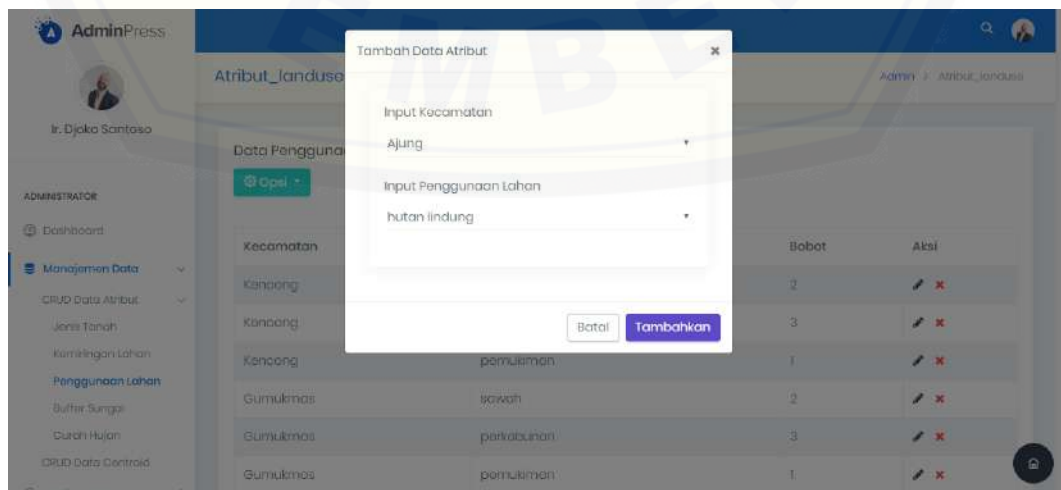 AdminPress
Ir. Djoko Santoso
ADMINISTRATOR
Dashboard
Manajemen Data
CRUD Data Atribut
Jenis Tanah
Kemiringan Lahan
Penggunaan Lahan
Buffer Sungai
Curah Hujan
CRUD Data Centroid
Atribut_landuse
Admin
Atribut_landuse
Data
Opsi
Tambah Data Atribut
Input Kecamatan
Ajung
Input Penggunaan Lahan
hutan lindung
Batal
Tambahkan
Kecamatan Bobot Aksi
Kencong 2
Kencong 3
Kencong pemukiman 1
Gumukmas sawah 2
Gumukmas perkebunan 3
Gumukmas pemukiman 1